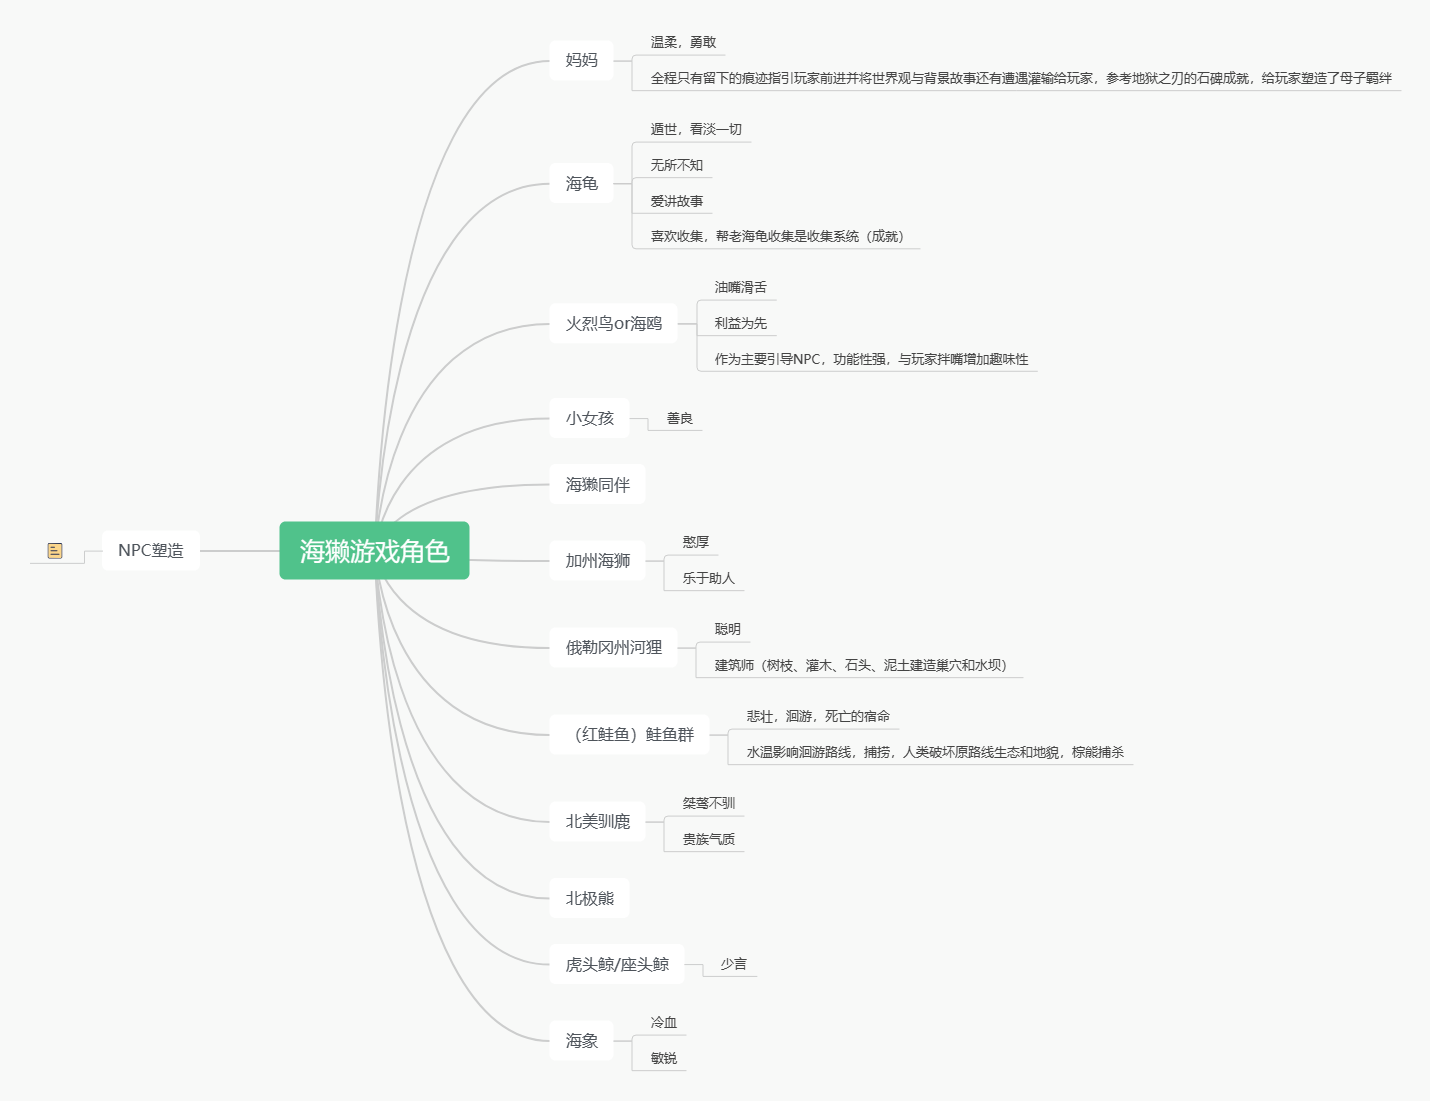 妈妈
温柔，勇敢
全程只有留下的痕迹指引玩家前进并将世界观与背景故事还有遭遇灌输给玩家，参考地狱之刃的石碑成就，给玩家塑造了母子羁绊
海龟
遁世，看淡一切
无所不知
爱讲故事
喜欢收集，帮老海龟收集是收集系统（成就）
火烈鸟or海鸥
油嘴滑舌
利益为先
作为主要引导NPC，功能性强，与玩家拌嘴增加趣味性
小女孩
善良
海獭同伴
NPC塑造
海獭游戏角色
加州海狮
憨厚
乐于助人
俄勒冈州河狸
聪明
建筑师（树枝、灌木、石头、泥土建造巢穴和水坝）
（红鲑鱼）鲑鱼群
悲壮，洄游，死亡的宿命
水温影响洄游路线，捕捞，人类破坏原路线生态和地貌，棕熊捕杀
北美驯鹿
桀骜不驯
贵族气质
北极熊
虎头鲸/座头鲸
少言
海象
冷血
敏锐